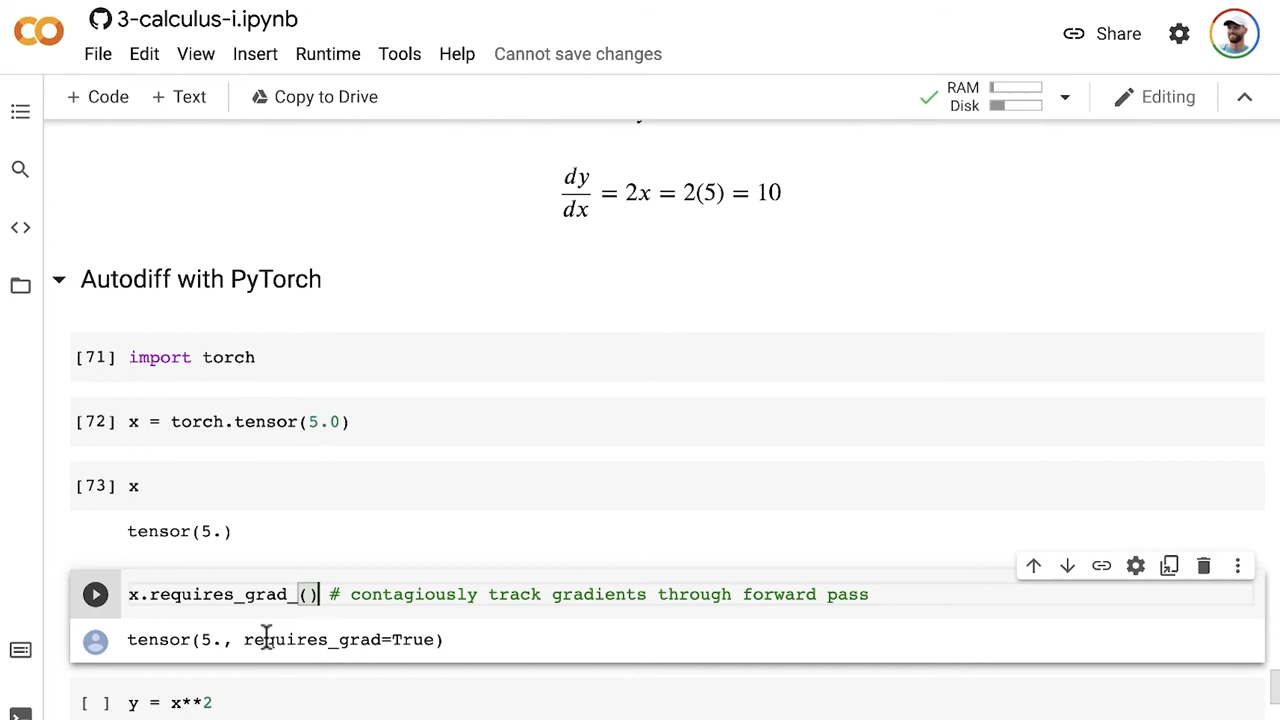 3-calculus-i.ipynb
File Edit View Insert Runtime Tools Help Cannot save changes
Share
+ Code + Text Copy to Drive
RAM
Disk
Editing
dy
dx
= 2x = 2(5) = 10
Autodiff with PyTorch
[71] import torch
[72] x = torch.tensor(5.0)
[73] x
tensor(5.)
x.requires_grad_() # contagiously track gradients through forward pass
tensor(5., requires_grad=True)
[ ] y = x**2